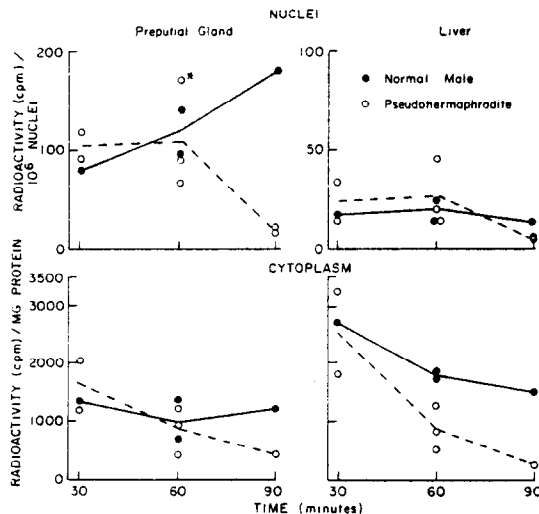 NUCLEI
Preputial Gland
Liver
RADIOACTIVITY (cpm)/
10⁶ NUCLEI
200
100
0
*
100
50
0
Normal Male
Pseudohermaphrodite
CYTOPLASM
RADIOACTIVITY (cpm)/MG PROTEIN
3500
3000
2000
1000
0
30
60
90
30
60
90
TIME (minutes)